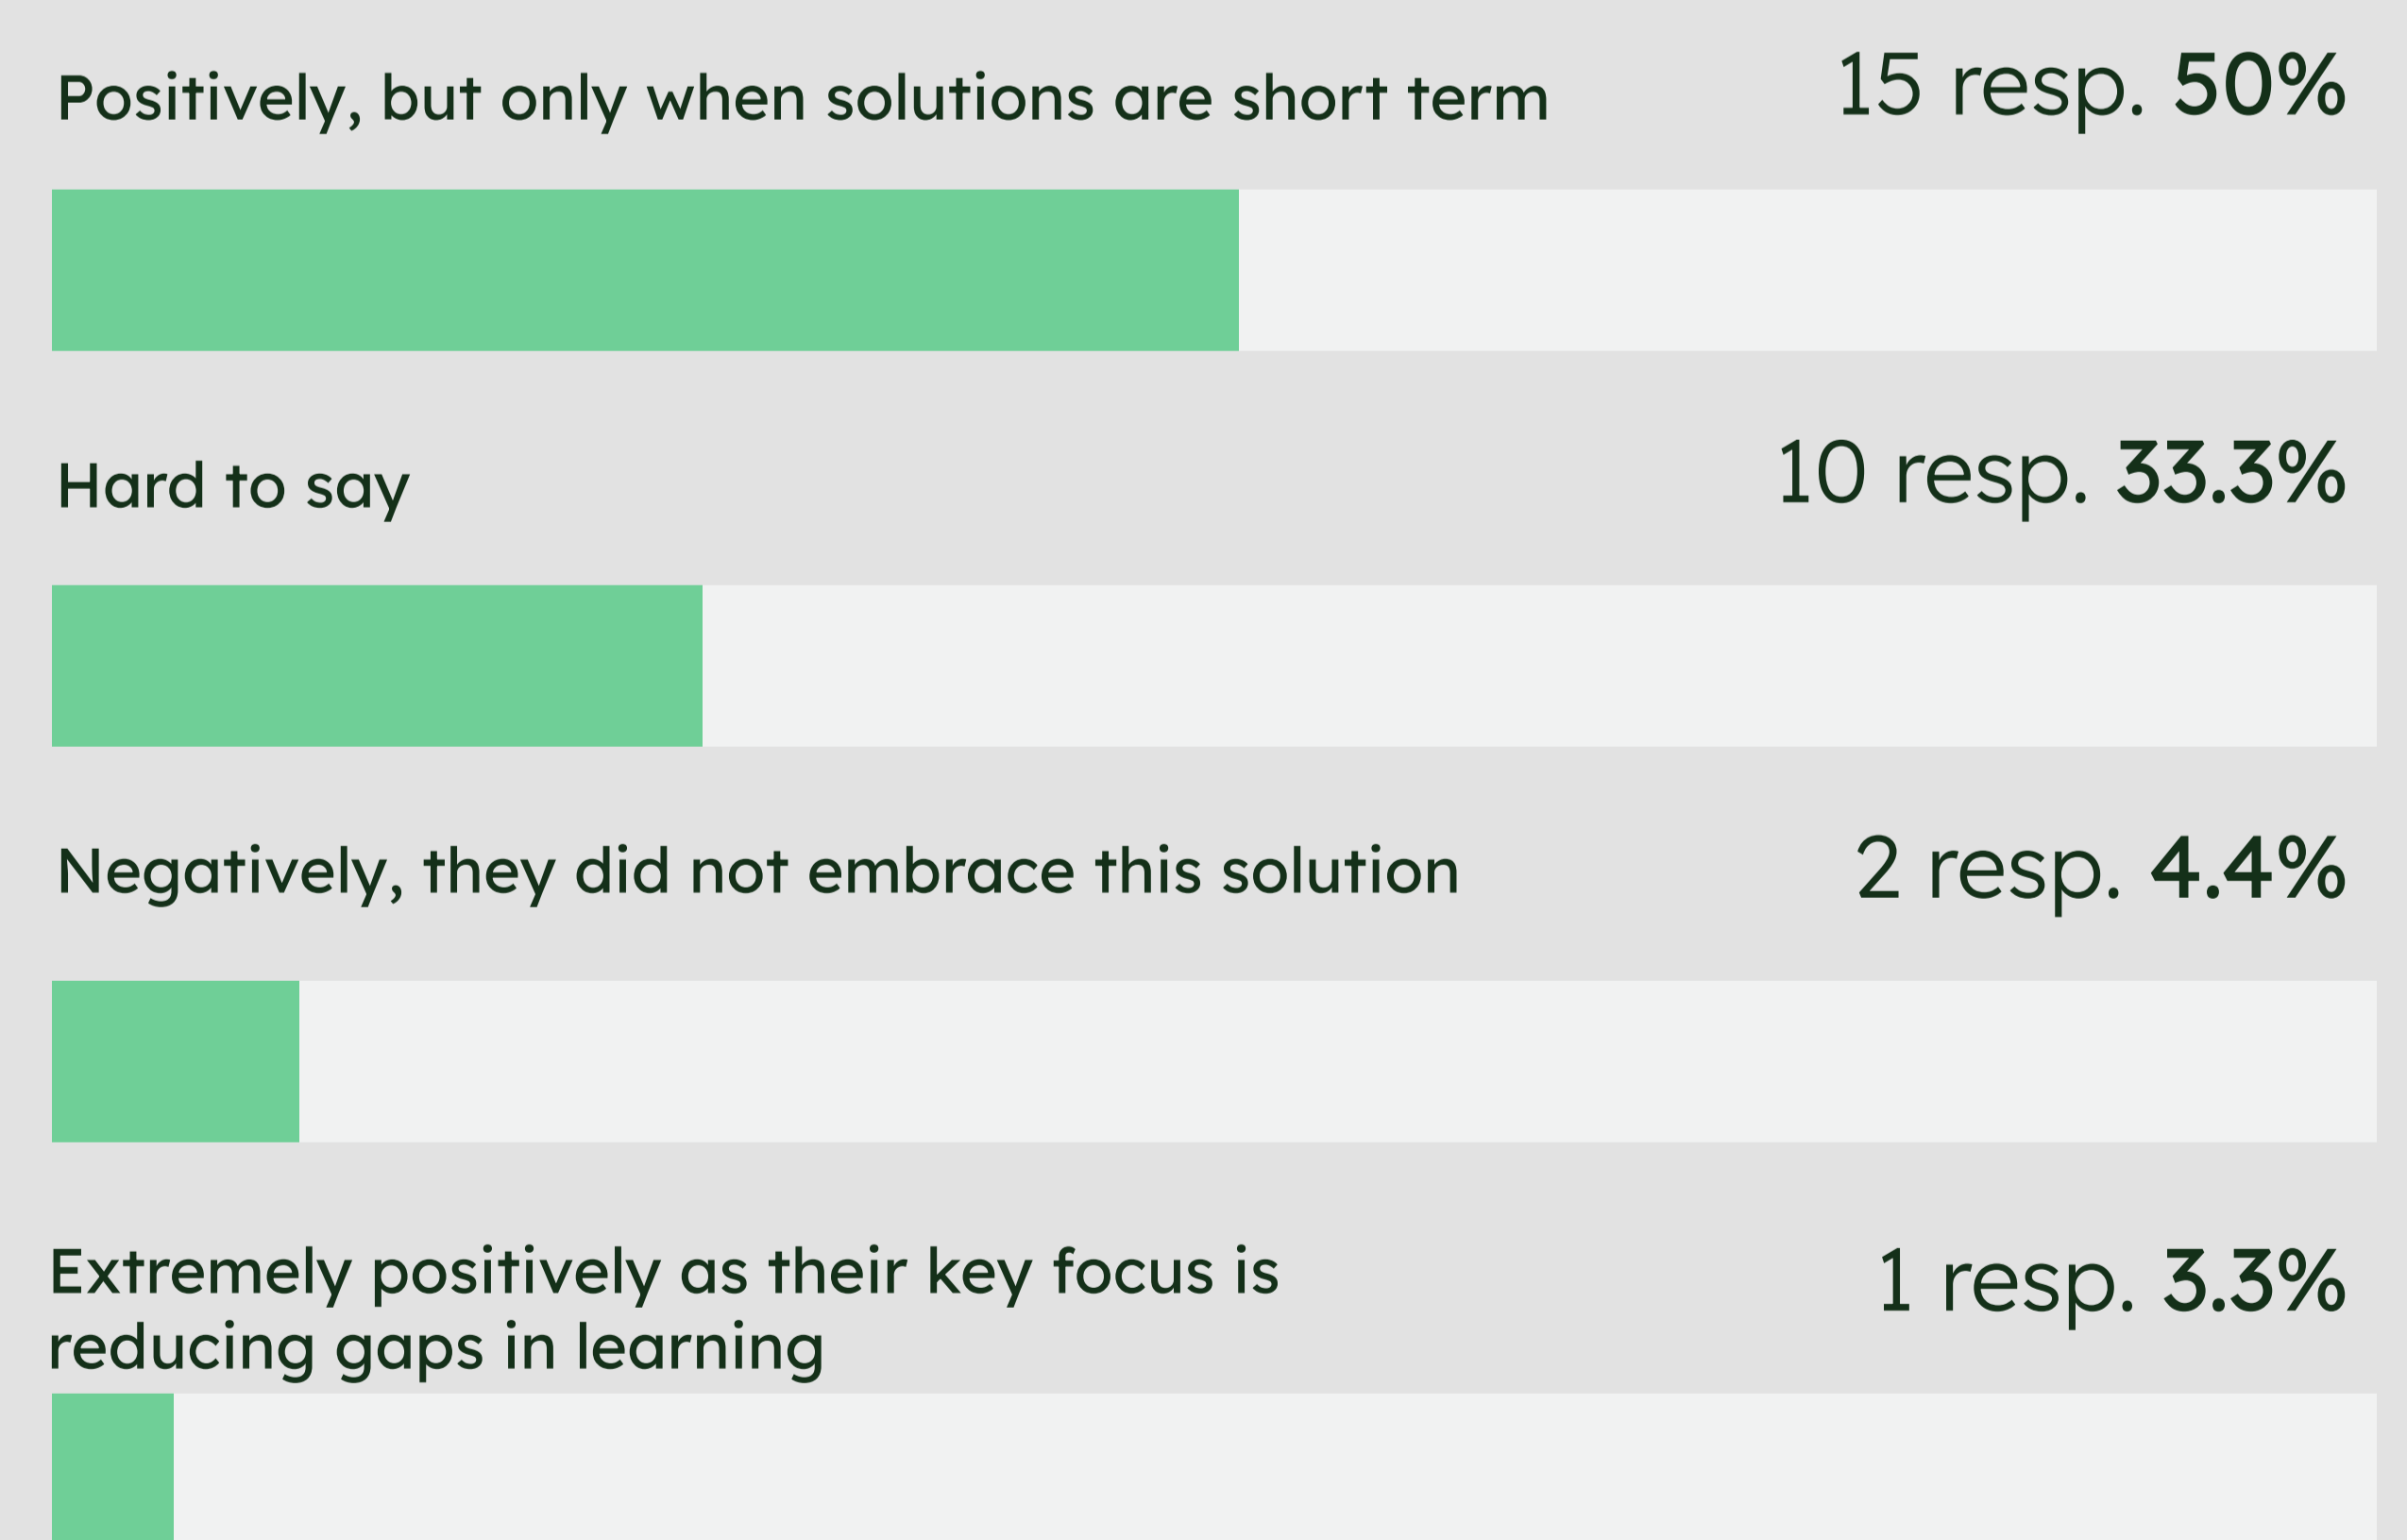 Positively, but only when solutions are short term 15 resp. 50%
Hard to say 10 resp. 33.3%
Negatively, they did not embrace this solution 2 resp. 4.4%
Extremely positively as their key focus is 1 resp. 3.3%
reducing gaps in learning